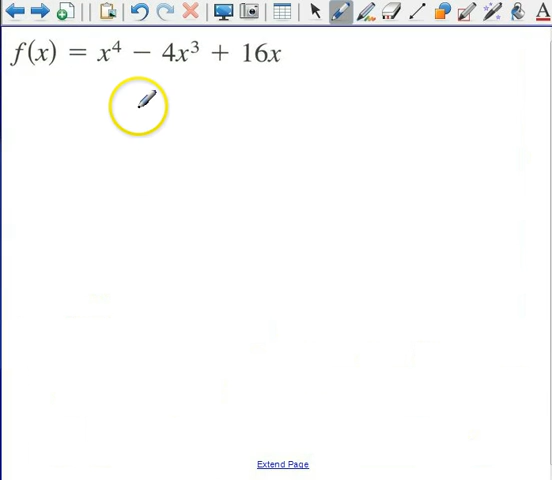 f(x) = x⁴ − 4x³ + 16x
A
Extend Page